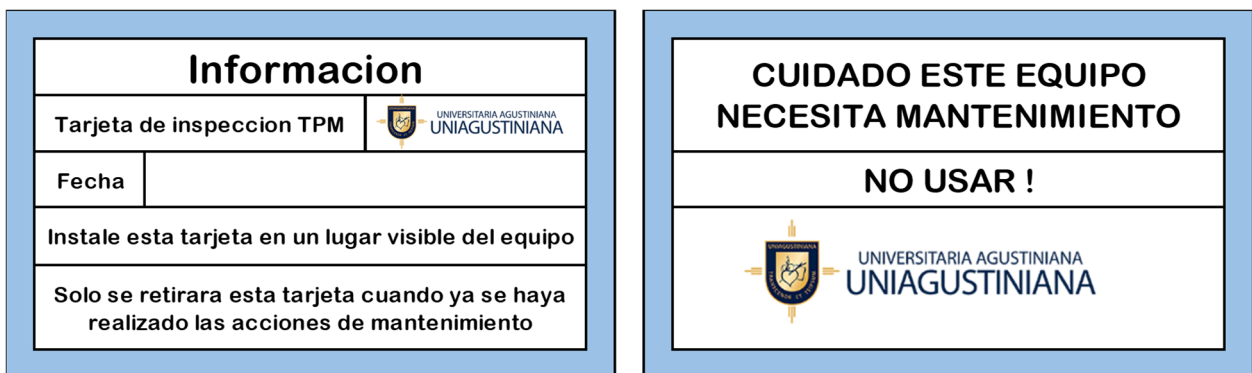 Informacion
Tarjeta de inspeccion TPM
UNIVERSITARIA AGUSTINIANA
UNIAGUSTINIANA
Fecha
Instale esta tarjeta en un lugar visible del equipo
Solo se retirara esta tarjeta cuando ya se haya
realizado las acciones de mantenimiento
CUIDADO ESTE EQUIPO
NECESITA MANTENIMIENTO
NO USAR !
UNIAGUSTINIANA
UNIVERSITARIA AGUSTINIANA
UNIAGUSTINIANA